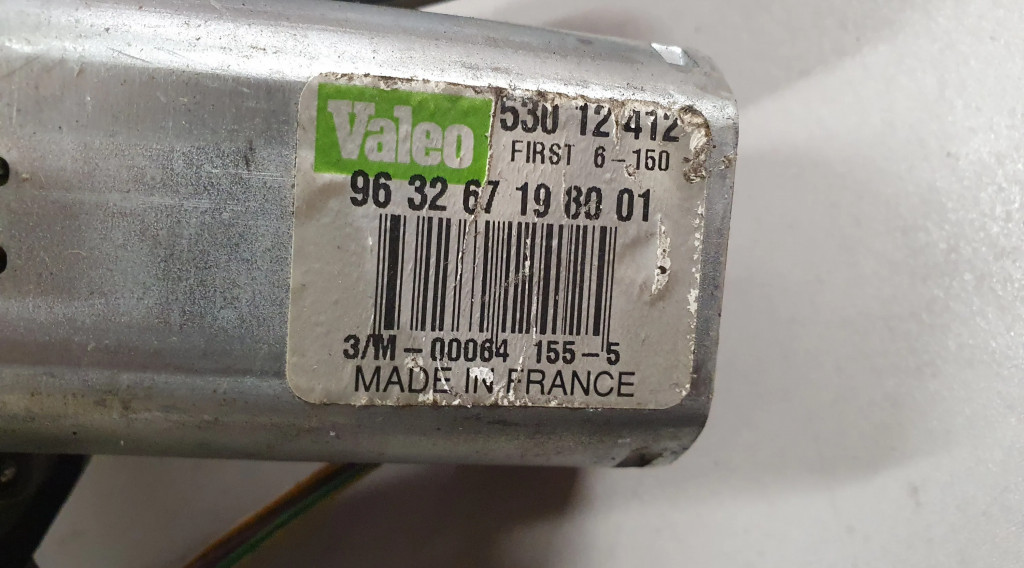 Valeo
530 12 412
FIRST 6-150
96 32 67 19 80 01
3/M-00064 155-5
MADE IN FRANCE